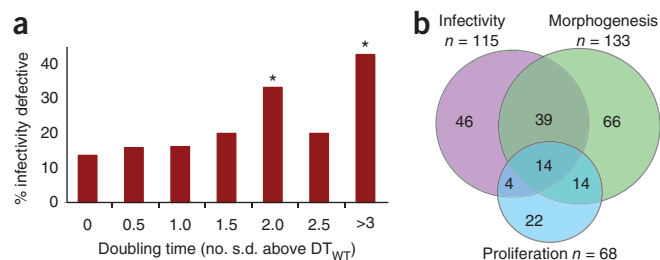 a
% infectivity defective
40
30
20
10
0
*
*
0 0.5 1.0 1.5 2.0 2.5 >3
Doubling time (no. s.d. above DT_WT)
b
Infectivity
n = 115
Morphogenesis
n = 133
46
39
66
14
4
14
22
Proliferation n = 68